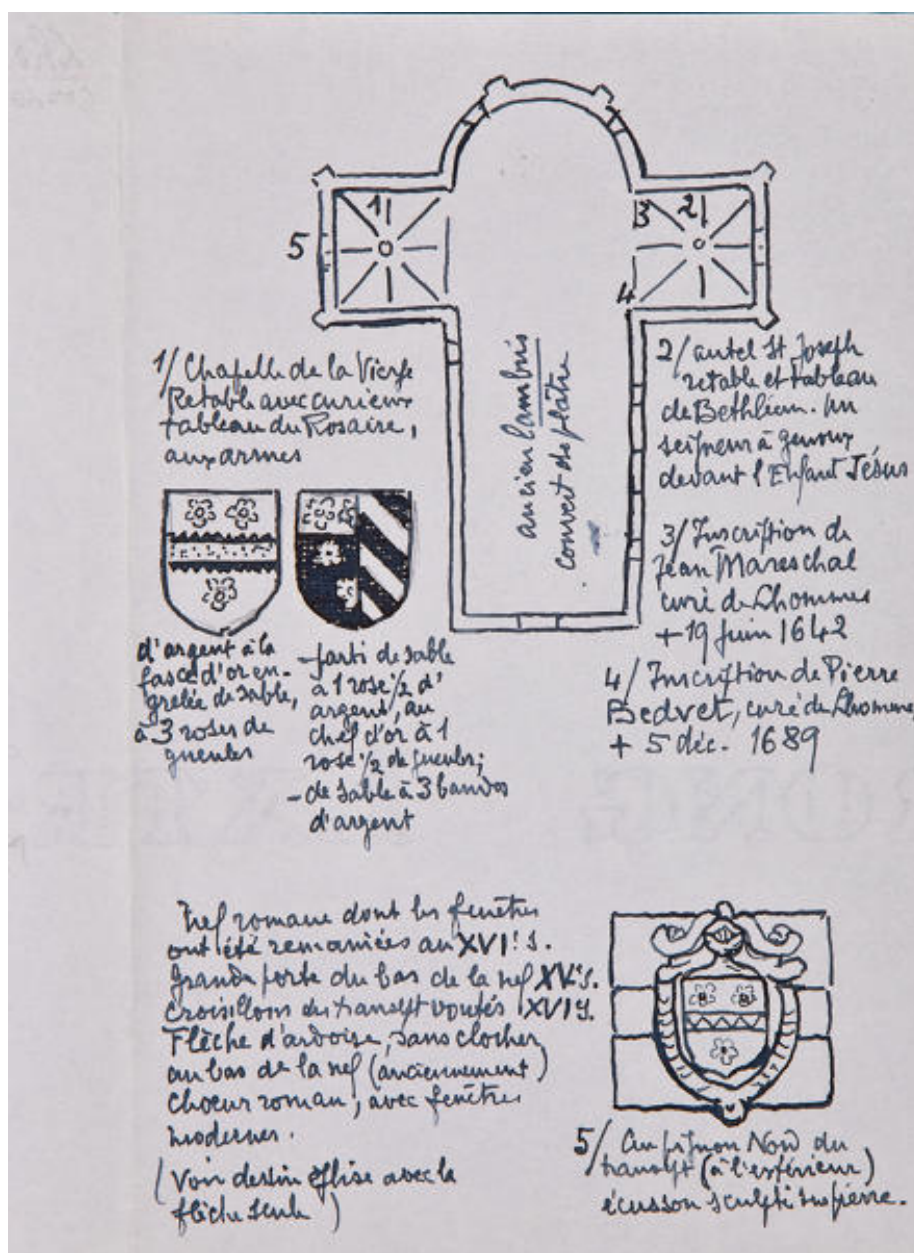 1
2
3
4
5
ancien lambris
couvert de plâtre
1/ Chapelle de la Vierge
Retable avec curieux
tableau du Rosaire,
aux armes
d'argent à la
fasce d'or en-
grelée de sable,
à 3 roses de
gueules
- parti de sable
à 1 rose 1/2 d'
argent, au
chef d'or à 1
rose 1/2 de gueules;
- de sable à 3 bandes
d'argent
2/ autel St Joseph
retable et tableau
de Bethléem. un
seigneur à genoux
devant l'Enfant Jésus
3/ Inscription de
Jean Mareschal
curé de Lhommes
+ 19 juin 1642
4/ Inscription de Pierre
Bedvet, curé de Lhomme,
+ 5 déc. 1689
Nef romane dont les fenêtres
ont été remaniées au XVIe s.
Grande porte du bas de la nef XVe s.
Croisillons du transept voutés XVIe s.
Flèche d'ardoise, sans clocher
au bas de la nef (anciennement)
Choeur roman, avec fenêtres
modernes.
(Voir dessin église avec la
flèche seule)
5/ Au pignon Nord du
transept (à l'extérieur)
écusson sculpté sur pierre.